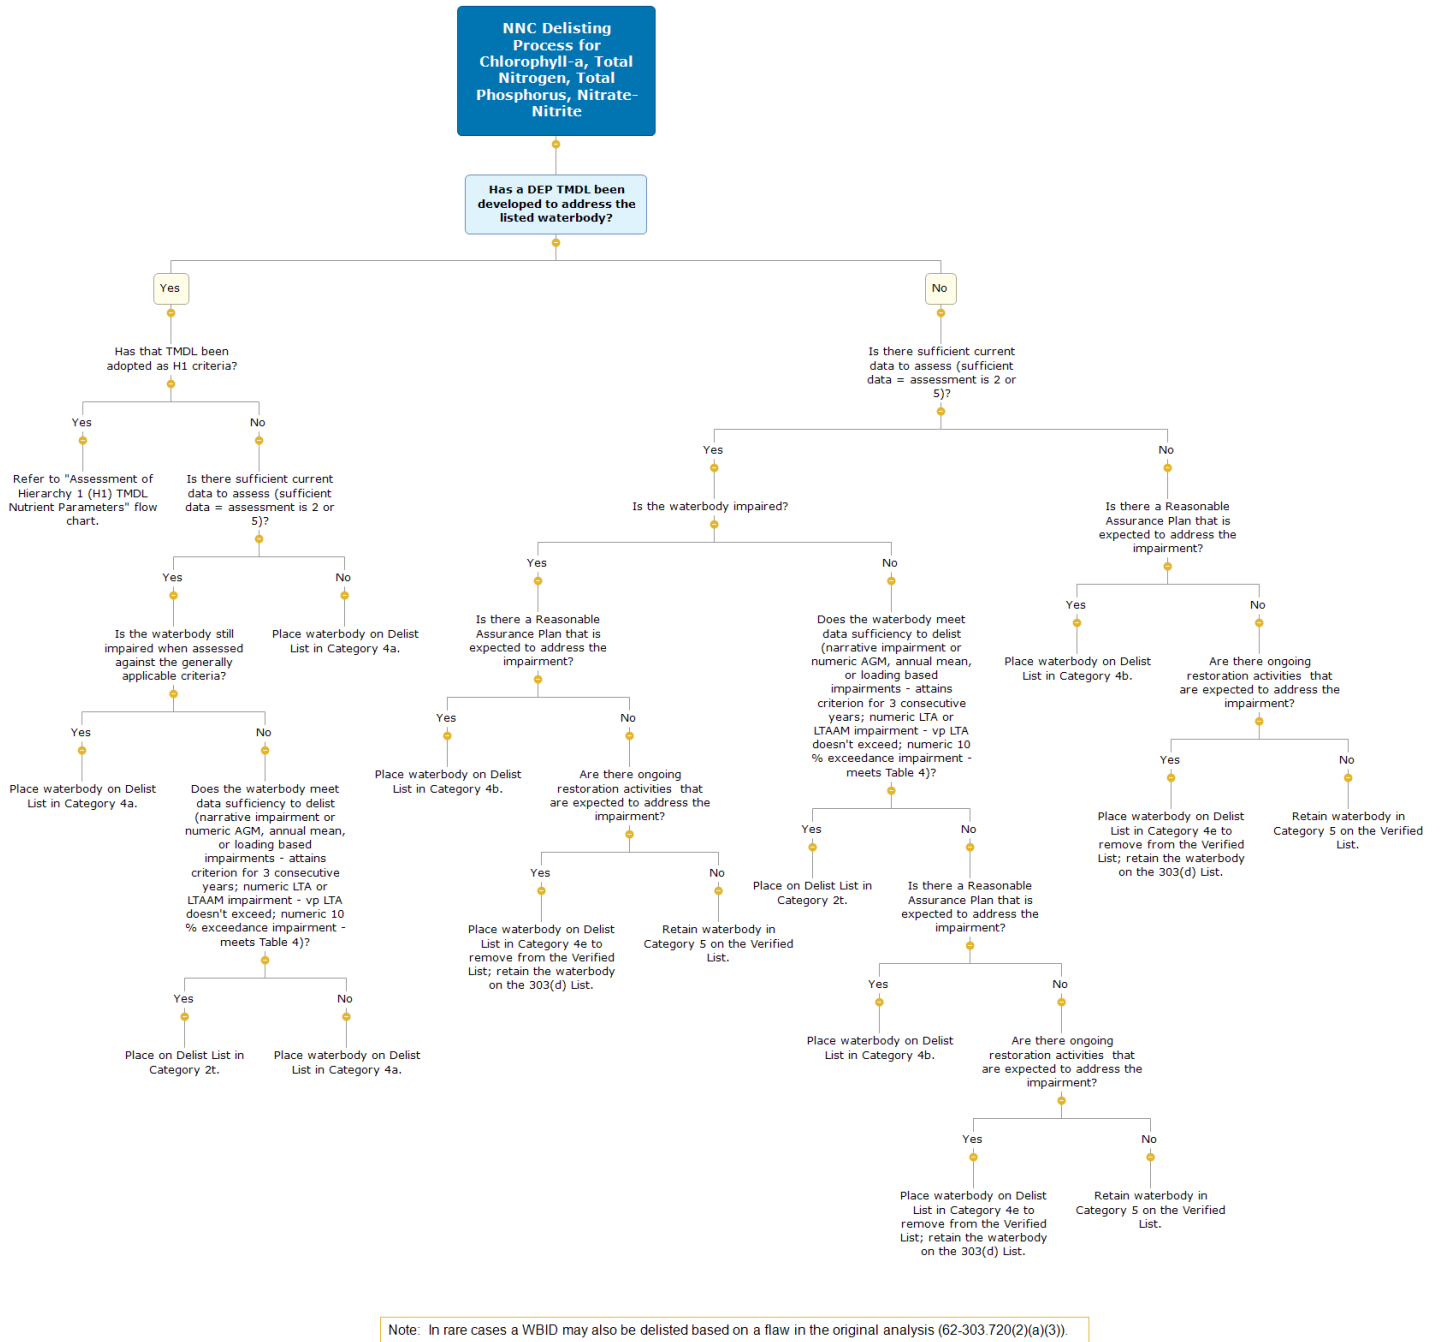 NNC Delisting
Process for
Chlorophyll-a, Total
Nitrogen, Total
Phosphorus, Nitrate-
Nitrite
Has a DEP TMDL been
developed to address the
listed waterbody?
Yes
No
Has that TMDL been
adopted as H1 criteria?
Is there sufficient current
data to assess (sufficient
data = assessment is 2 or
5)?
Yes
No
Yes
No
Refer to "Assessment of
Hierarchy 1 (H1) TMDL
Nutrient Parameters" flow
chart.
Is there sufficient current
data to assess (sufficient
data = assessment is 2 or
5)?
Is the waterbody impaired?
Is there a Reasonable
Assurance Plan that is
expected to address the
impairment?
Yes
No
Yes
No
Yes
No
Is the waterbody still
impaired when assessed
against the generally
applicable criteria?
Place waterbody on Delist
List in Category 4a.
Is there a Reasonable
Assurance Plan that is
expected to address the
impairment?
Does the waterbody meet
data sufficiency to delist
(narrative impairment or
numeric AGM, annual mean,
or loading based
impairments - attains
criterion for 3 consecutive
years; numeric LTA or
LTAAM impairment - vp LTA
doesn't exceed; numeric 10
% exceedance impairment -
meets Table 4)?
Place waterbody on Delist
List in Category 4b.
Are there ongoing
restoration activities  that
are expected to address the
impairment?
Yes
No
Yes
No
Yes
No
Place waterbody on Delist
List in Category 4a.
Does the waterbody meet
data sufficiency to delist
(narrative impairment or
numeric AGM, annual mean,
or loading based
impairments - attains
criterion for 3 consecutive
years; numeric LTA or
LTAAM impairment - vp LTA
doesn't exceed; numeric 10
% exceedance impairment -
meets Table 4)?
Place waterbody on Delist
List in Category 4b.
Are there ongoing
restoration activities  that
are expected to address the
impairment?
Place waterbody on Delist
List in Category 4e to
remove from the Verified
List; retain the waterbody
on the 303(d) List.
Retain waterbody in
Category 5 on the Verified
List.
Yes
No
Yes
No
Place waterbody on Delist
List in Category 4e to
remove from the Verified
List; retain the waterbody
on the 303(d) List.
Retain waterbody in
Category 5 on the Verified
List.
Place on Delist List in
Category 2t.
Is there a Reasonable
Assurance Plan that is
expected to address the
impairment?
Yes
No
Yes
No
Place on Delist List in
Category 2t.
Place waterbody on Delist
List in Category 4a.
Place waterbody on Delist
List in Category 4b.
Are there ongoing
restoration activities  that
are expected to address the
impairment?
Yes
No
Place waterbody on Delist
List in Category 4e to
remove from the Verified
List; retain the waterbody
on the 303(d) List.
Retain waterbody in
Category 5 on the Verified
List.
Note:  In rare cases a WBID may also be delisted based on a flaw in the original analysis (62-303.720(2)(a)(3)).